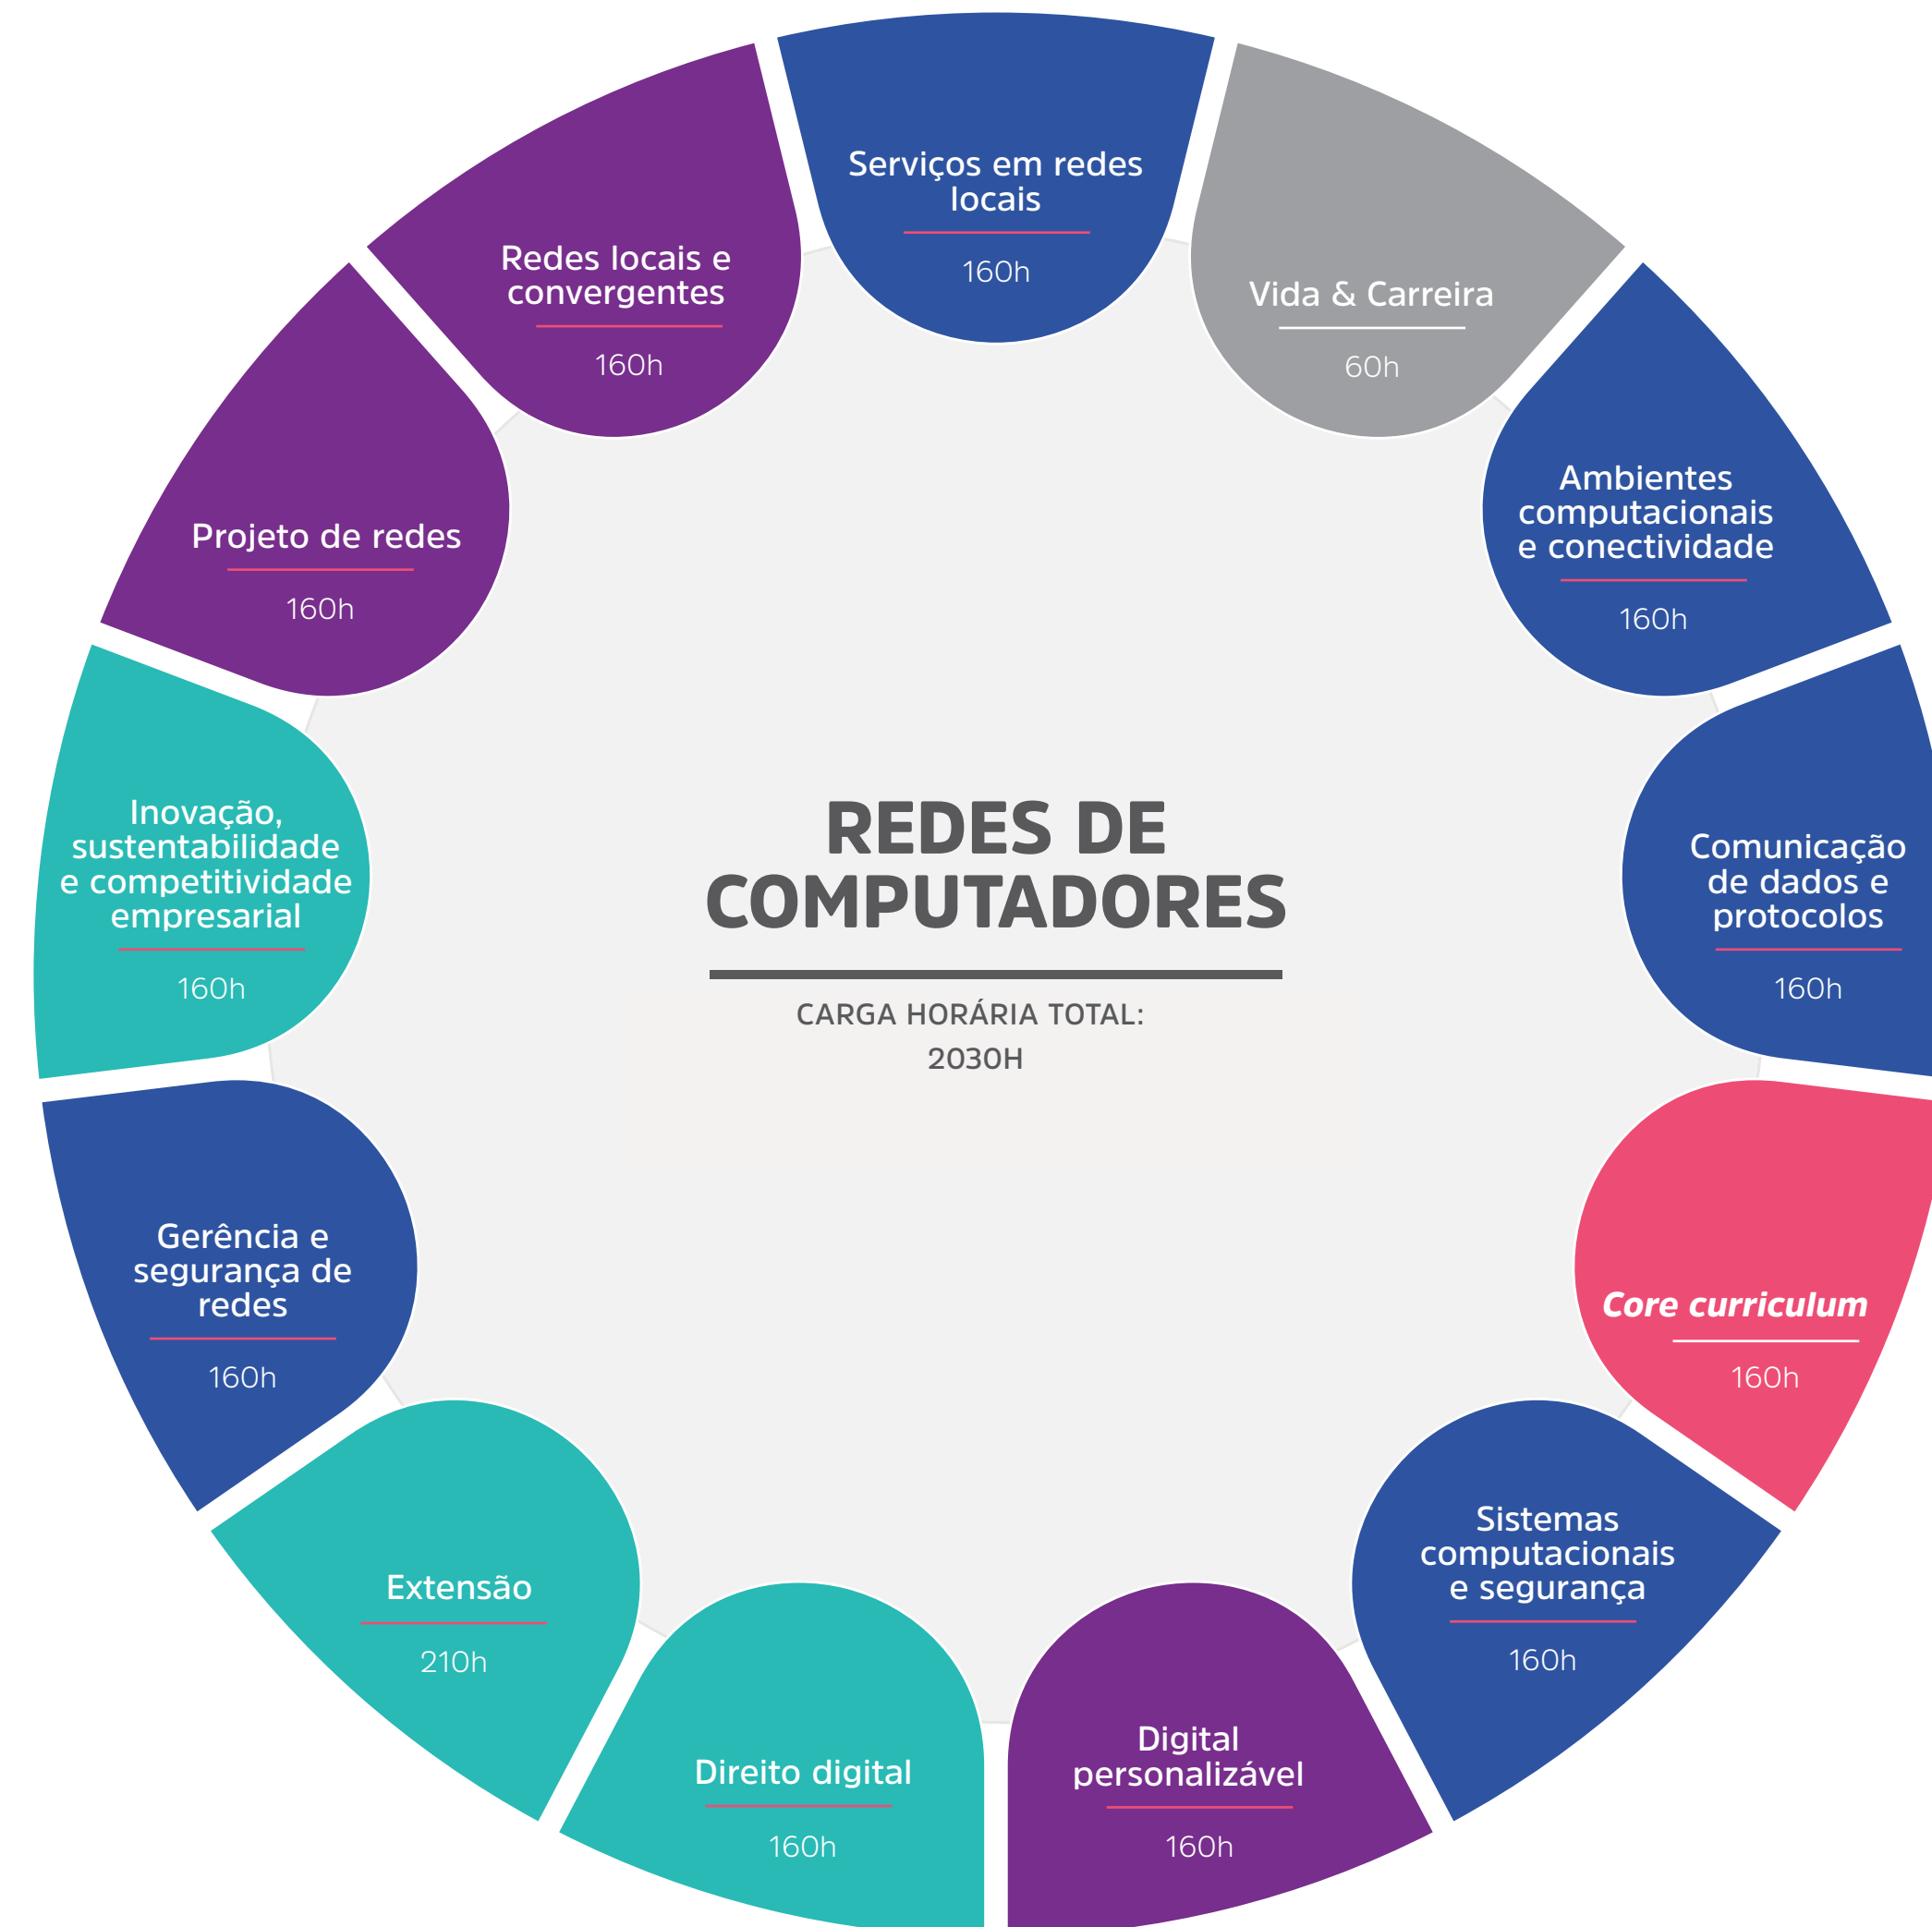 Serviços em redes
locais
160h
Vida & Carreira
60h
Ambientes
computacionais
e conectividade
160h
Comunicação
de dados e
protocolos
160h
Core curriculum
160h
Sistemas
computacionais
e segurança
160h
Digital
personalizável
160h
Direito digital
160h
Extensão
210h
Gerência e
segurança de
redes
160h
Inovação,
sustentabilidade
e competitividade
empresarial
160h
Projeto de redes
160h
Redes locais e
convergentes
160h
REDES DE
COMPUTADORES
CARGA HORÁRIA TOTAL:
2030H